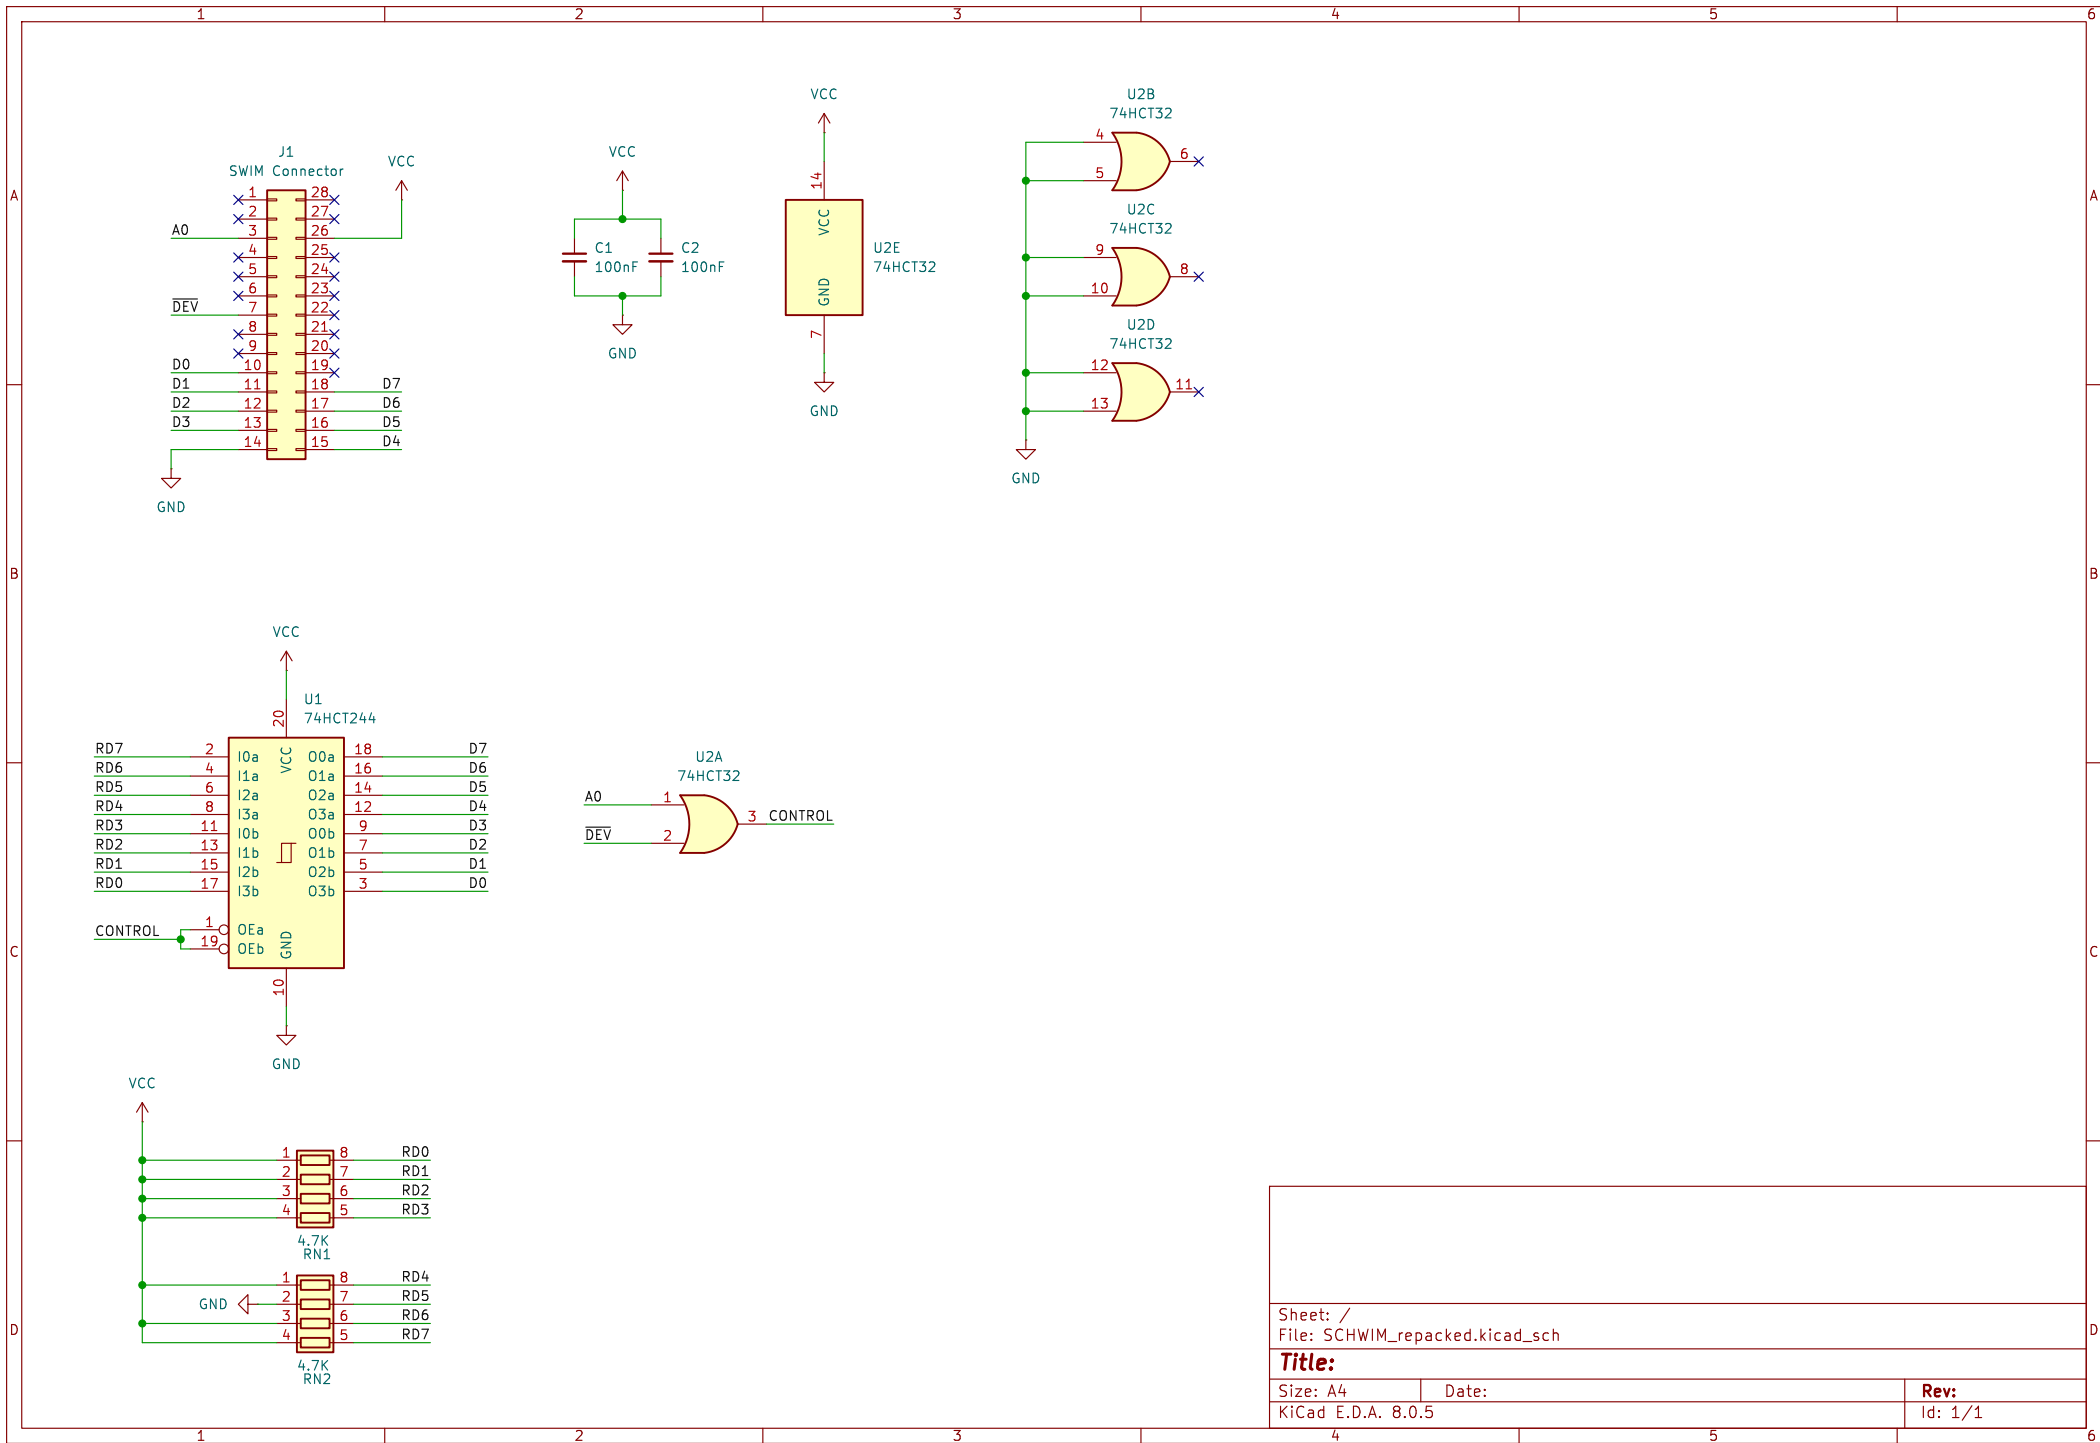 1 2 3 4 5 6
A
B
C
D
A
B
C
D
1 2 3 4 5 6
J1
SWIM Connector
VCC
1 28
2 27
A0 3 26
4 25
5 24
6 23
DEV 7 22
8 21
9 20
D0 10 19
D1 11 18 D7
D2 12 17 D6
D3 13 16 D5
14 15 D4
GND
VCC
C1
100nF
C2
100nF
GND
VCC
14
VCC
GND
7
U2E
74HCT32
GND
U2B
74HCT32
4
5
6
U2C
74HCT32
9
10
8
U2D
74HCT32
12
13
11
GND
VCC
20
U1
74HCT244
VCC
RD7 2 I0a O0a 18 D7
RD6 4 I1a O1a 16 D6
RD5 6 I2a O2a 14 D5
RD4 8 I3a O3a 12 D4
RD3 11 I0b O0b 9 D3
RD2 13 I1b O1b 7 D2
RD1 15 I2b O2b 5 D1
RD0 17 I3b O3b 3 D0
CONTROL 1 OEa
19 OEb
GND
10
GND
U2A
74HCT32
A0 1
DEV 2
3 CONTROL
VCC
1 8 RD0
2 7 RD1
3 6 RD2
4 5 RD3
4.7K
RN1
1 8 RD4
GND 2 7 RD5
3 6 RD6
4 5 RD7
4.7K
RN2
Sheet: /
File: SCHWIM_repacked.kicad_sch
Title:
Size: A4 Date: Rev:
KiCad E.D.A. 8.0.5 Id: 1/1